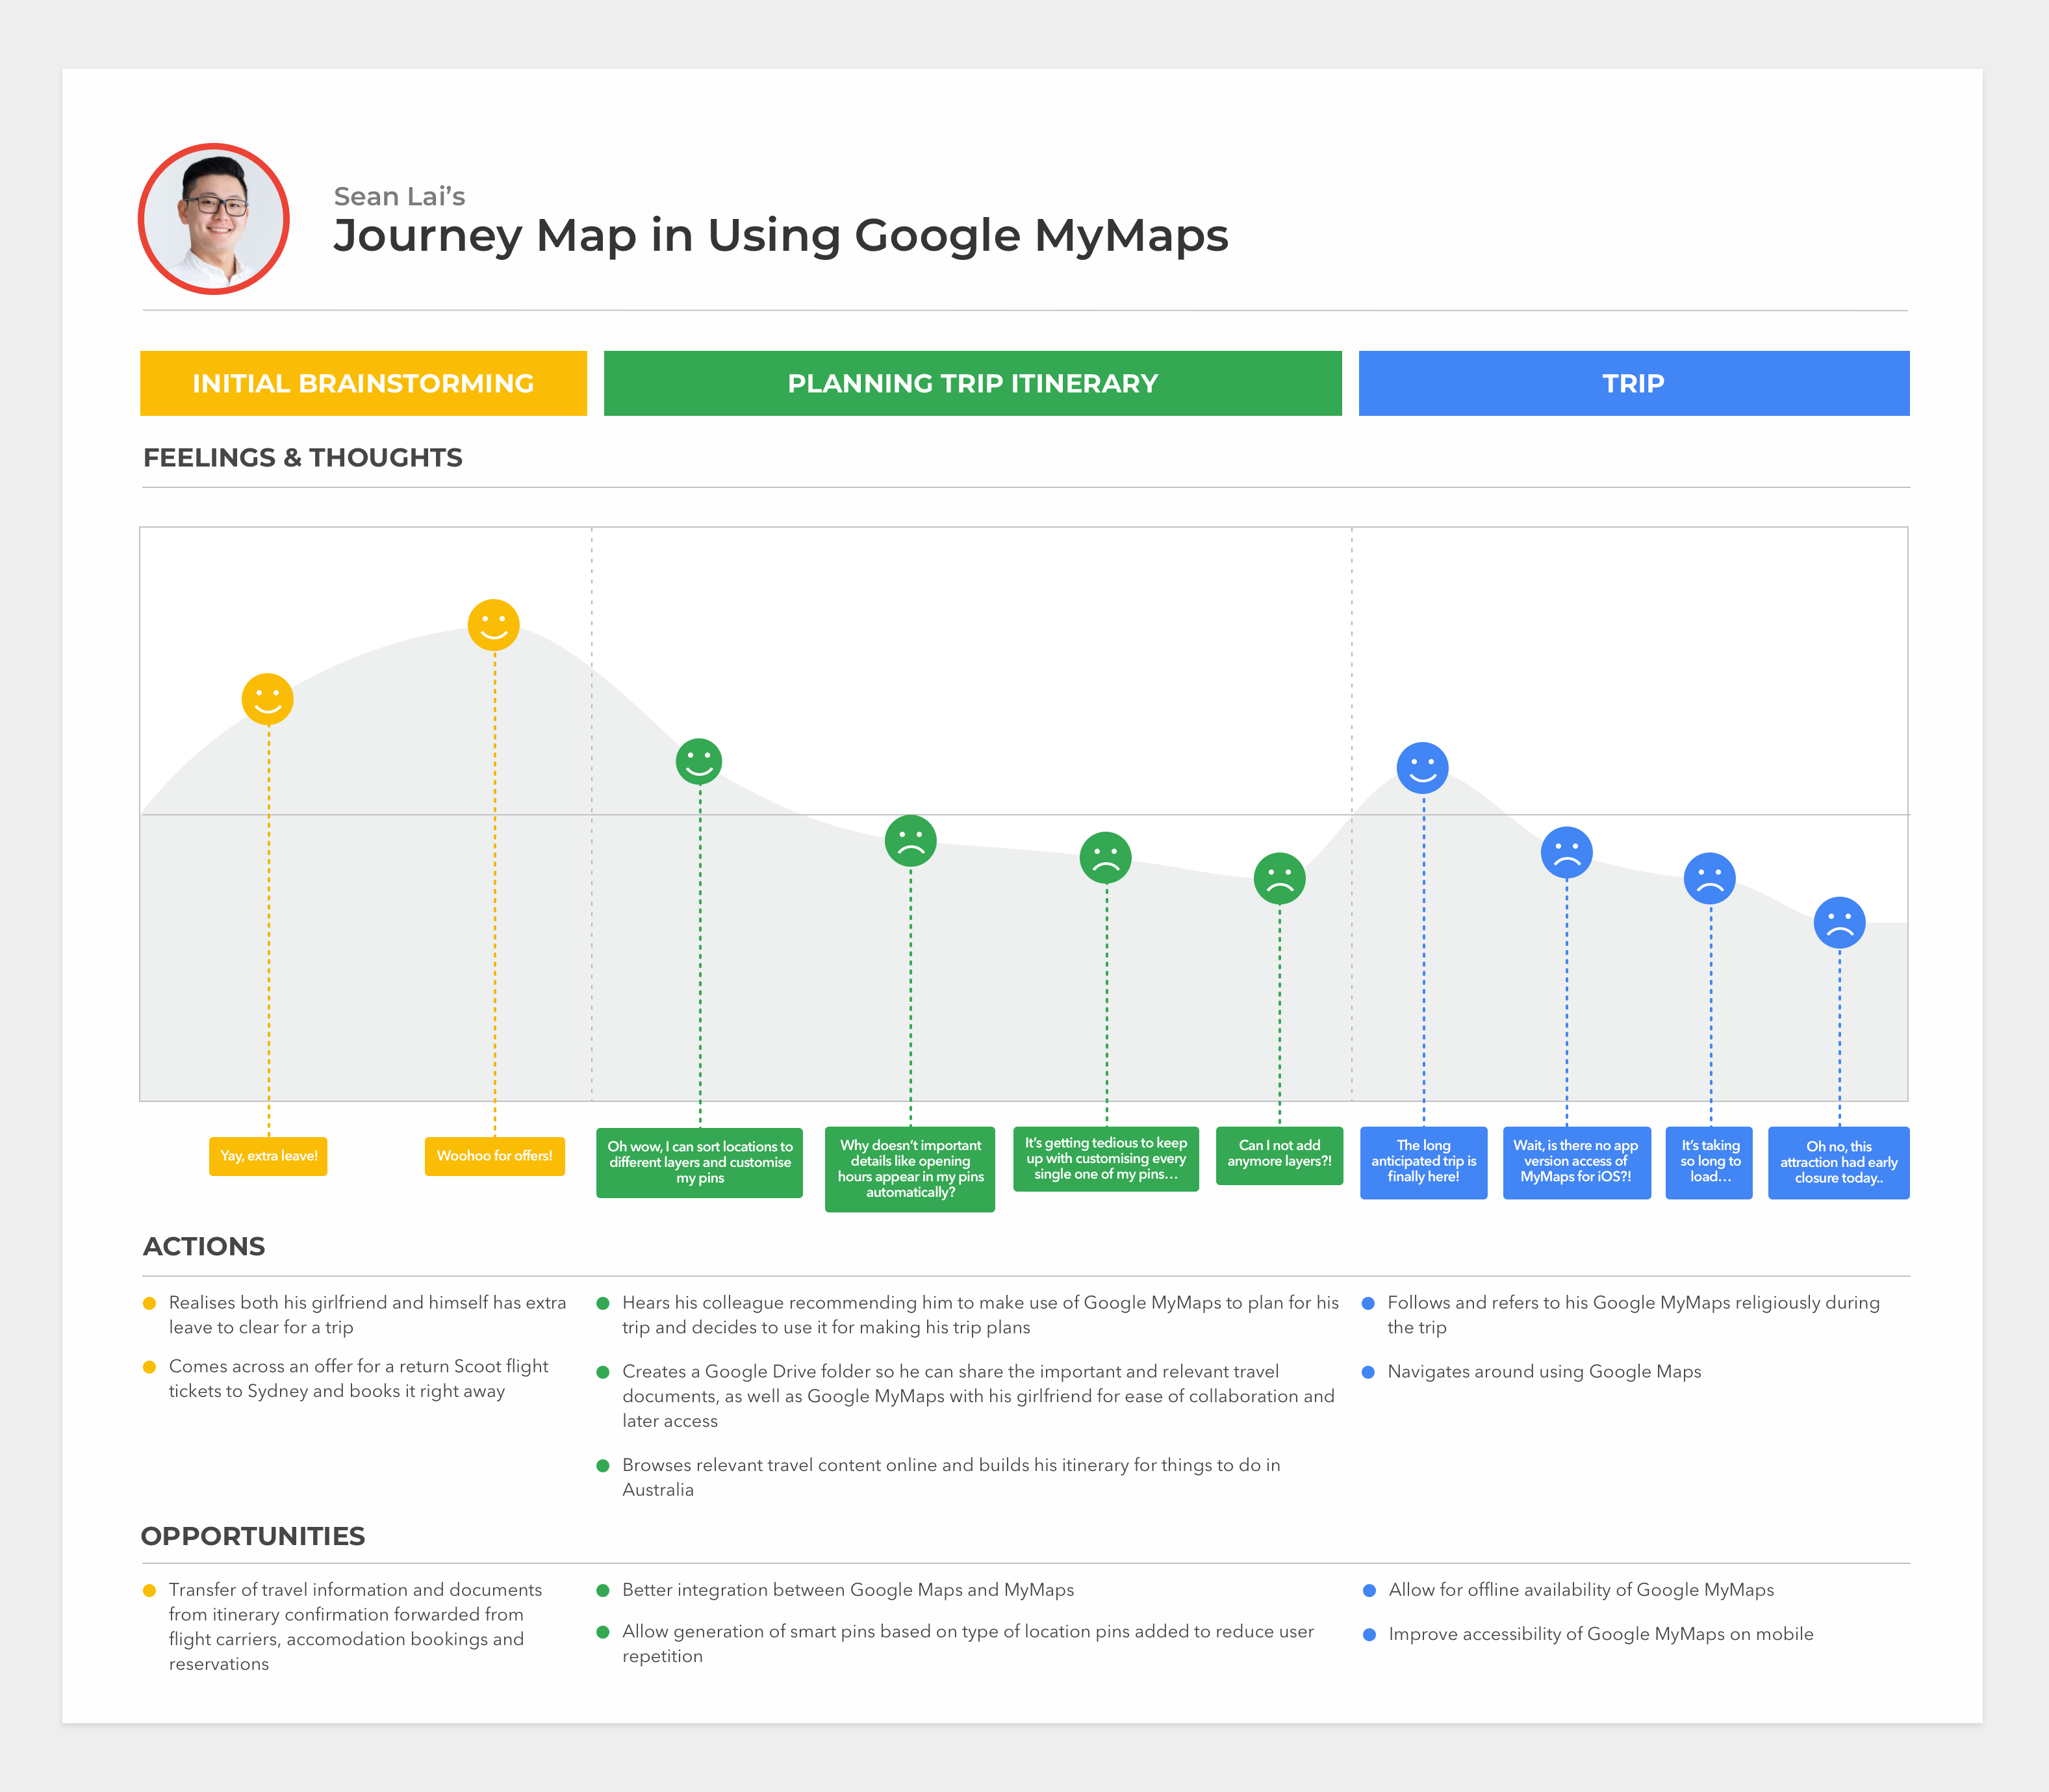 Sean Lai’s
Journey Map in Using Google MyMaps
INITIAL BRAINSTORMING
PLANNING TRIP ITINERARY
TRIP
FEELINGS & THOUGHTS
Yay, extra leave!
Woohoo for offers!
Oh wow, I can sort locations to
different layers and customise
my pins
Why doesn’t important
details like opening
hours appear in my pins
automatically?
It’s getting tedious to keep
up with customising every
single one of my pins…
Can I not add
anymore layers?!
The long
anticipated trip is
finally here!
Wait, is there no app
version access of
MyMaps for iOS?!
It’s taking
so long to
load…
Oh no, this
attraction had early
closure today..
ACTIONS
Realises both his girlfriend and himself has extra
leave to clear for a trip
Comes across an offer for a return Scoot flight
tickets to Sydney and books it right away
Hears his colleague recommending him to make use of Google MyMaps to plan for his
trip and decides to use it for making his trip plans
Creates a Google Drive folder so he can share the important and relevant travel
documents, as well as Google MyMaps with his girlfriend for ease of collaboration and
later access
Browses relevant travel content online and builds his itinerary for things to do in
Australia
Follows and refers to his Google MyMaps religiously during
the trip
Navigates around using Google Maps
OPPORTUNITIES
Transfer of travel information and documents
from itinerary confirmation forwarded from
flight carriers, accomodation bookings and
reservations
Better integration between Google Maps and MyMaps
Allow generation of smart pins based on type of location pins added to reduce user
repetition
Allow for offline availability of Google MyMaps
Improve accessibility of Google MyMaps on mobile